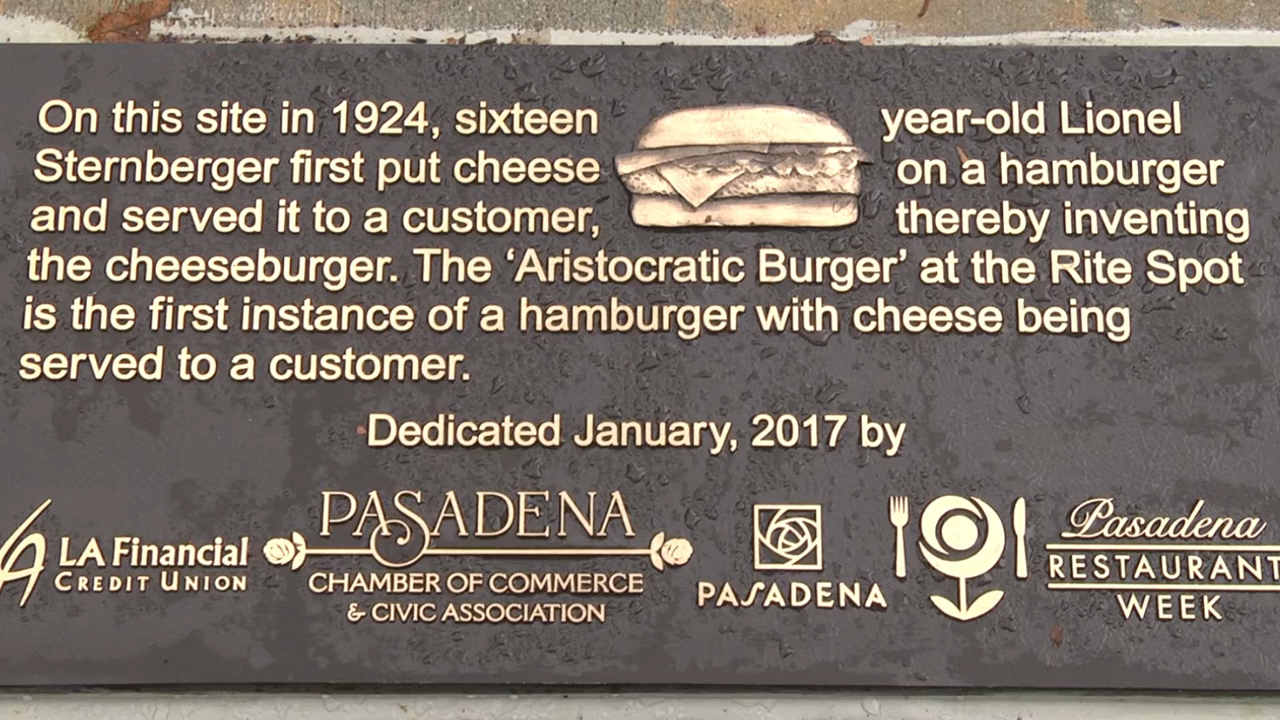 On this site in 1924, sixteen year-old Lionel
Sternberger first put cheese on a hamburger
and served it to a customer, thereby inventing
the cheeseburger. The ‘Aristocratic Burger’ at the Rite Spot
is the first instance of a hamburger with cheese being
served to a customer.
Dedicated January, 2017 by
LA Financial
CREDIT UNION
PASADENA
CHAMBER OF COMMERCE
& CIVIC ASSOCIATION
PASADENA
Pasadena
RESTAURANT
WEEK